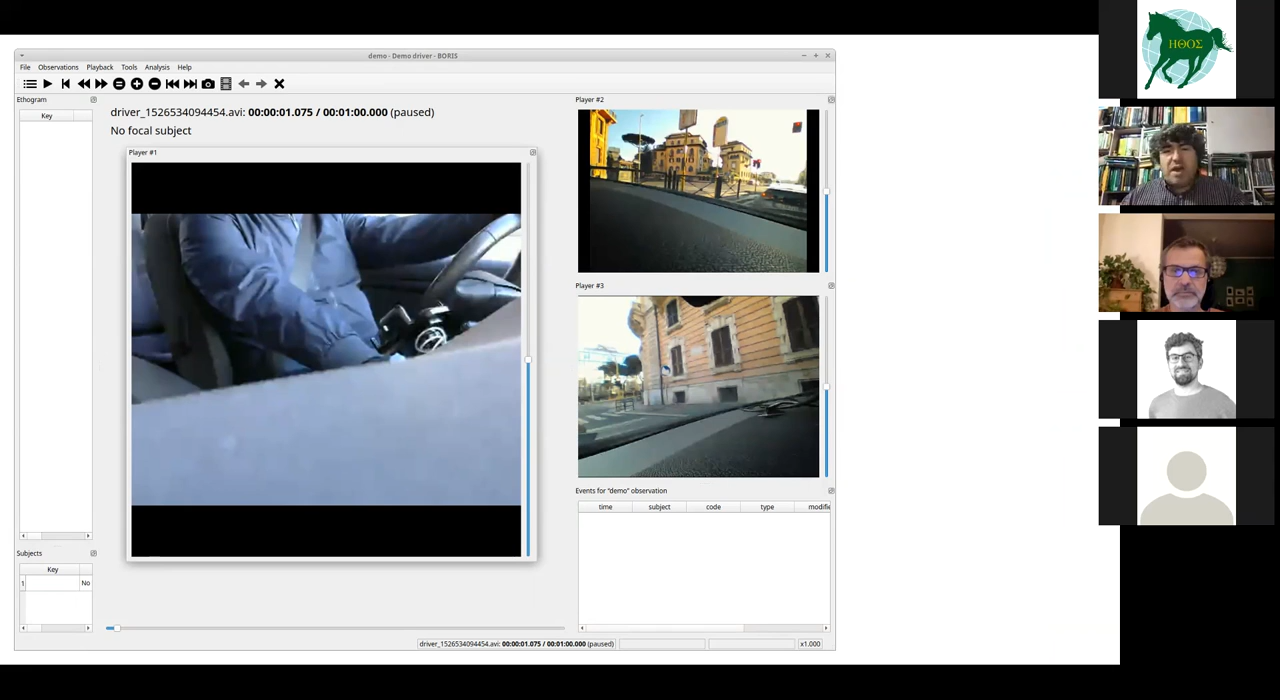 demo - Demo driver - BORIS
File Observations Playback Tools Analysis Help
Ethogram
Key
driver_1526534094454.avi: 00:00:01.075 / 00:01:00.000 (paused)
No focal subject
Player #1
Player #2
Player #3
Events for "demo" observation
time subject code type modifie
Subjects
Key
1 No
driver_1526534094454.avi: 00:00:01.075 / 00:01:00.000 (paused)
x1.000
ΗΘΟΣ